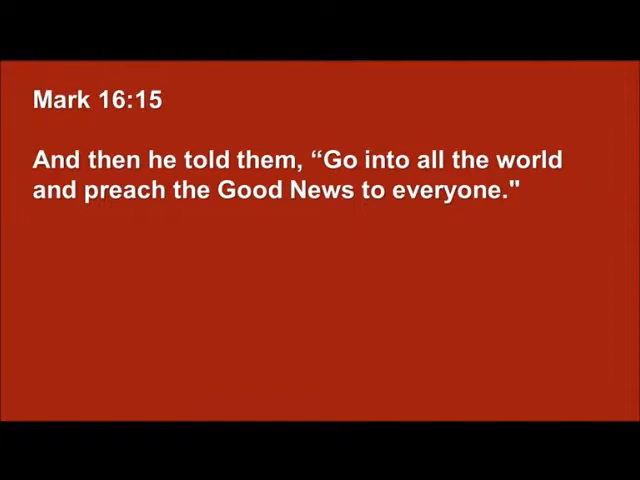 Mark 16:15
And then he told them, “Go into all the world
and preach the Good News to everyone."